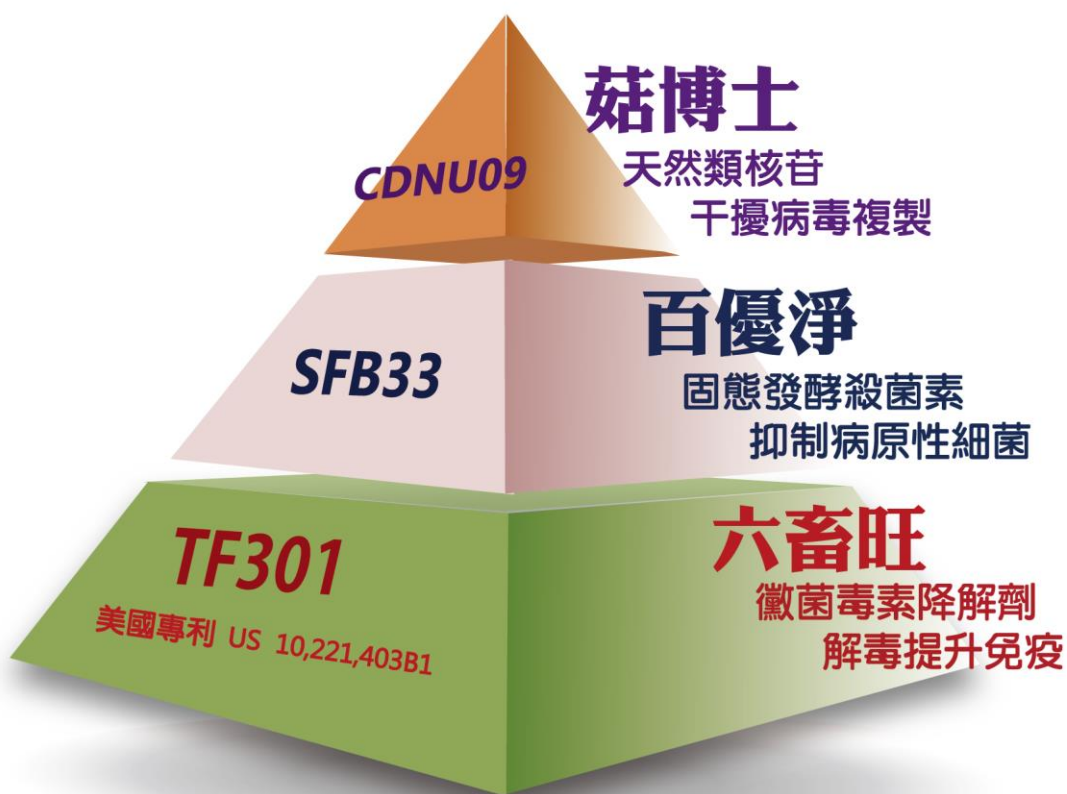 菇博士
天然類核苷
干擾病毒複製
CDNU09
百優淨
固態發酵殺菌素
抑制病原性細菌
SFB33
六畜旺
黴菌毒素降解劑
解毒提升免疫
TF301
美國專利 US 10,221,403B1